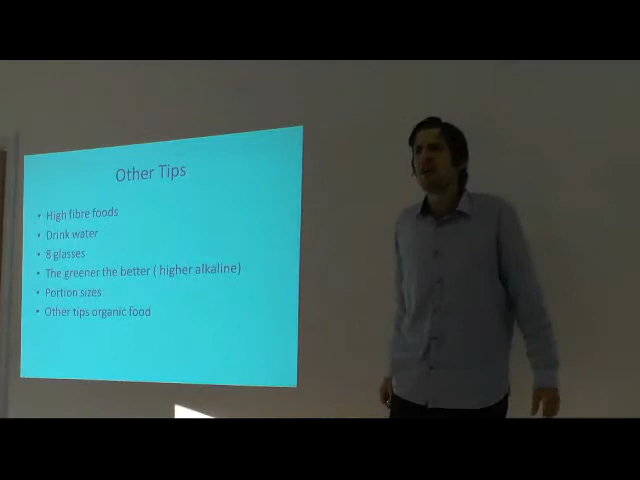 Other Tips
• High fibre foods
• Drink water
• 8 glasses
• The greener the better ( higher alkaline)
• Portion sizes
• Other tips organic food